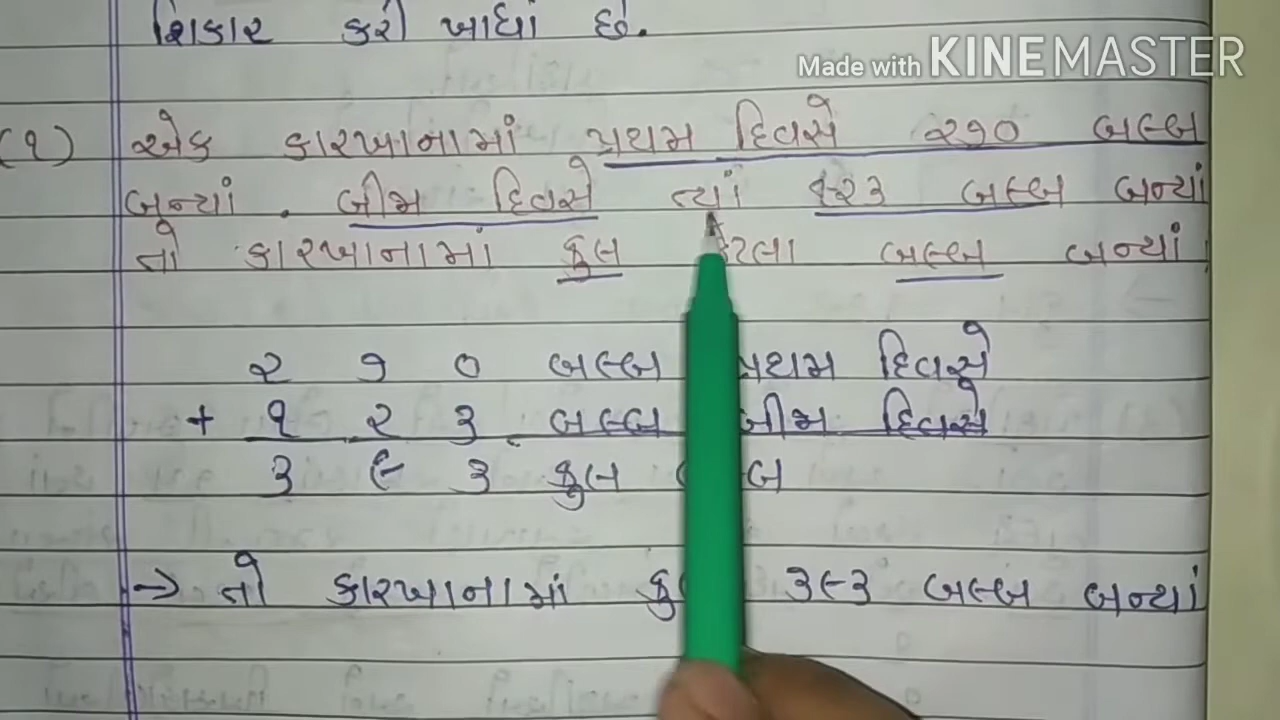 શિકાર કરી ખાધાં છે.
Made with KINEMASTER
(૧) એક કારખાનામાં પ્રથમ દિવસે ૨૭૦ બલ્બ
બન્યાં. બીજા દિવસે ત્યાં ૧૨૩ બલ્બ બન્યાં
તો કારખાનામાં કુલ કેટલા બલ્બ બન્યાં
૨ ૭ ૦ બલ્બ પ્રથમ દિવસે
+ ૧ ૨ ૩ બલ્બ બીજા દિવસે
૩ ૯ ૩ કુલ બલ્બ
→ તો કારખાનામાં કુલ ૩૯૩ બલ્બ બન્યાં